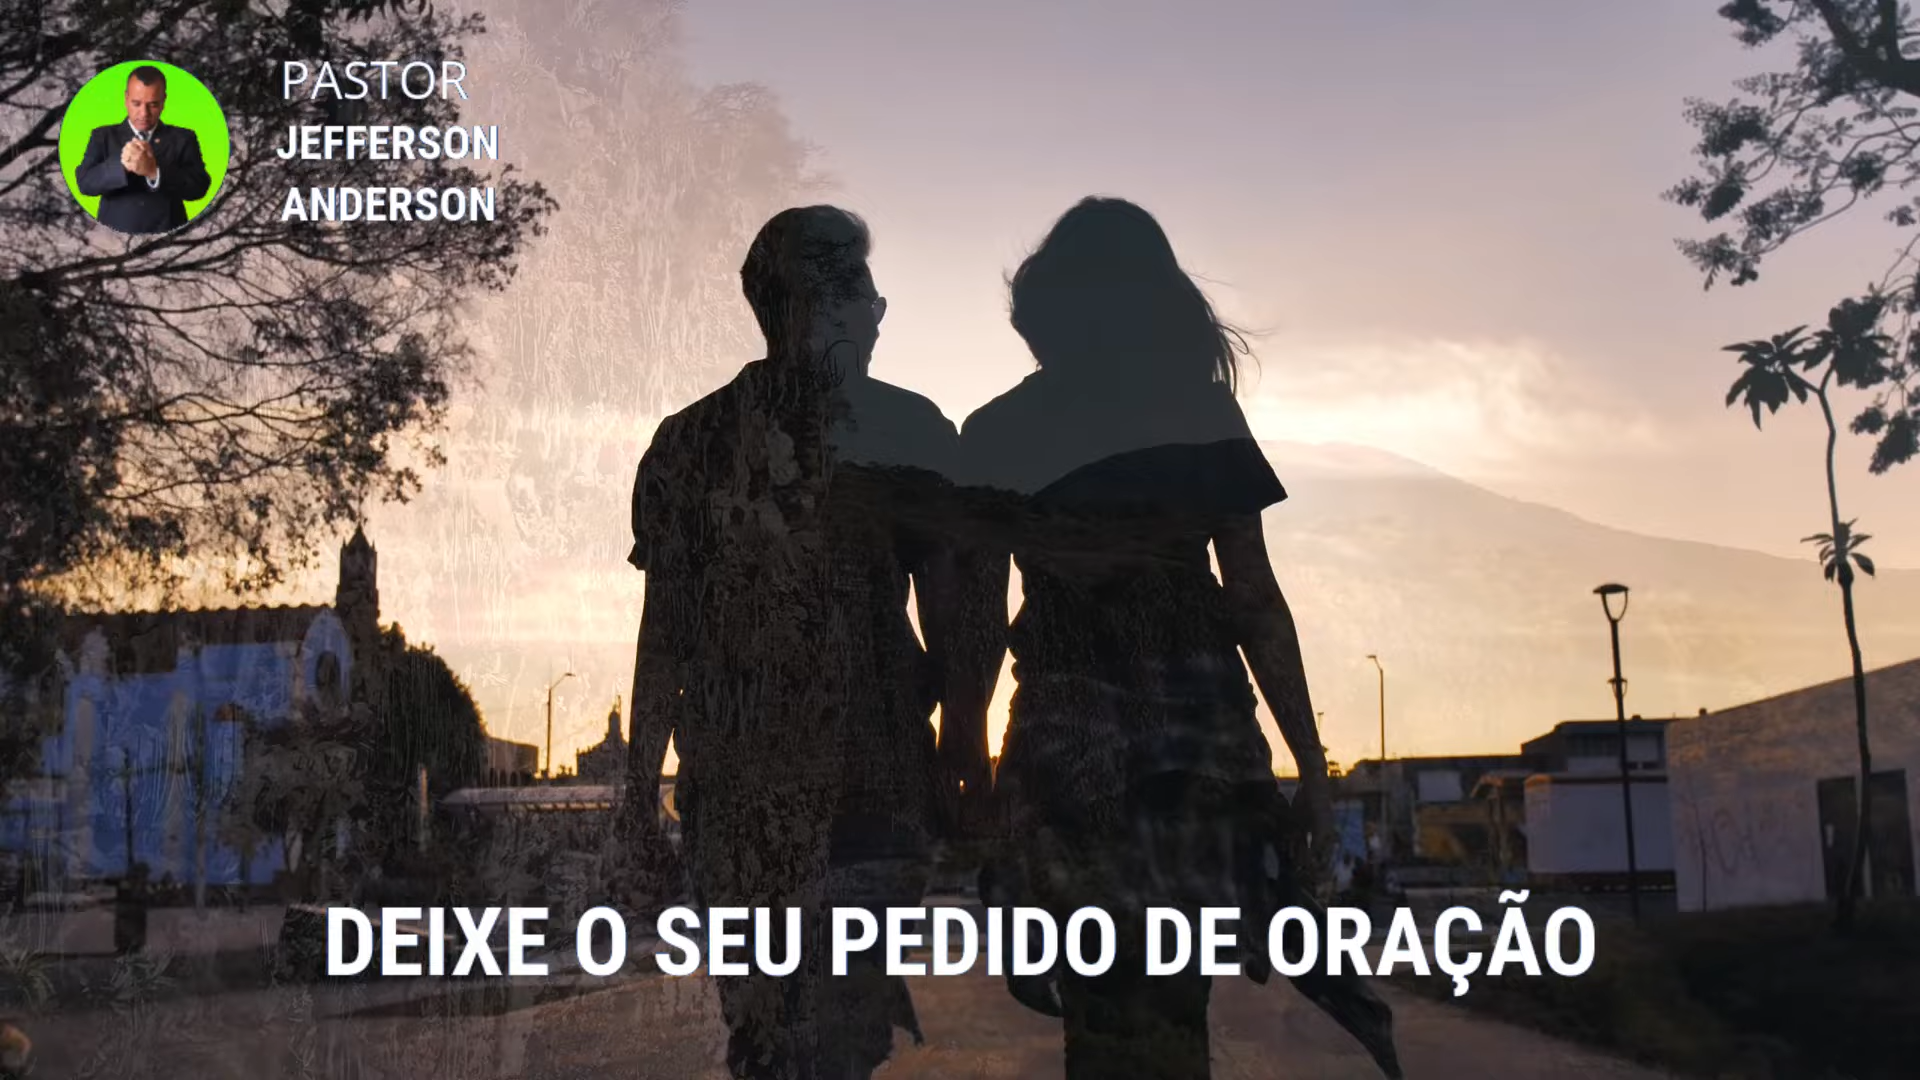 PASTOR
JEFFERSON
ANDERSON
DEIXE O SEU PEDIDO DE ORAÇÃO